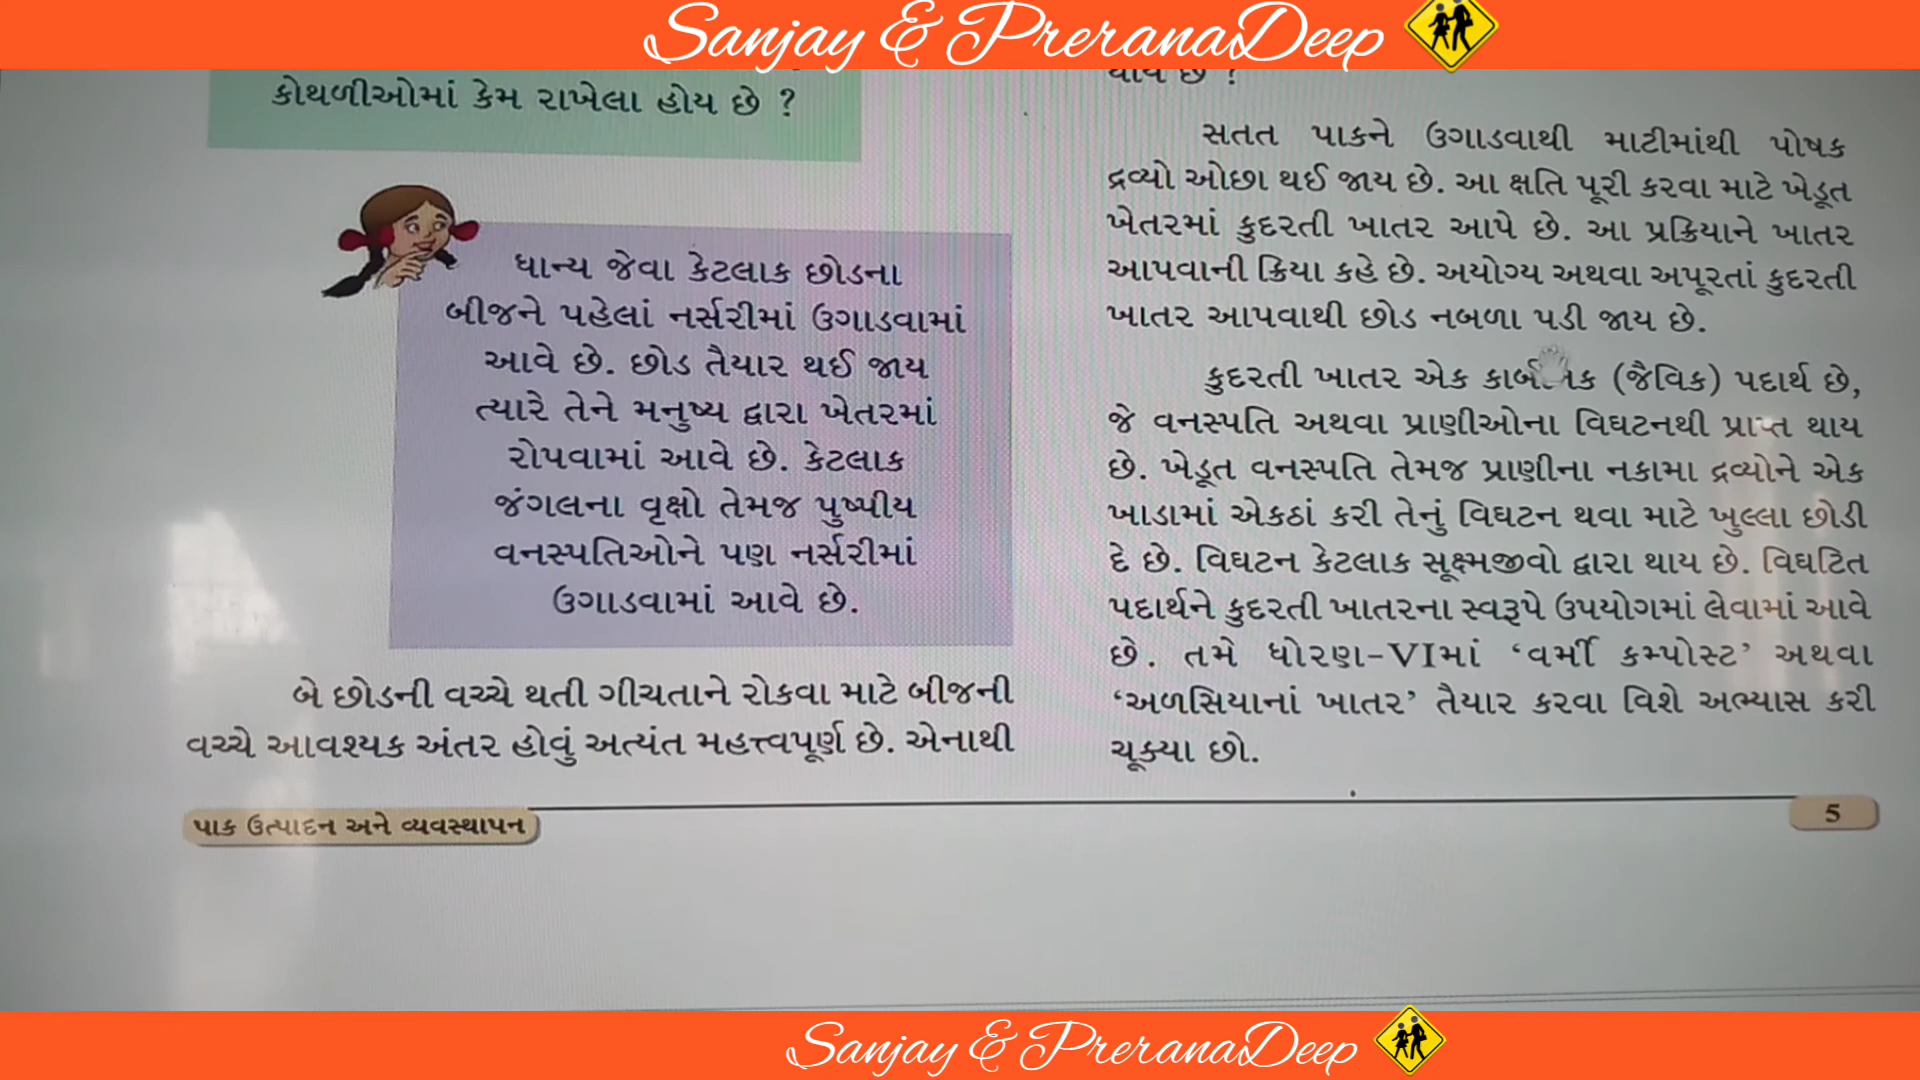 Sanjay & PreranaDeep
કોથળીઓમાં કેમ રાખેલા હોય છે ?
ધાન્ય જેવા કેટલાક છોડના
બીજને પહેલાં નર્સરીમાં ઉગાડવામાં
આવે છે. છોડ તૈયાર થઈ જાય
ત્યારે તેને મનુષ્ય દ્વારા ખેતરમાં
રોપવામાં આવે છે. કેટલાક
જંગલના વૃક્ષો તેમજ પુષ્પીય
વનસ્પતિઓને પણ નર્સરીમાં
ઉગાડવામાં આવે છે.
બે છોડની વચ્ચે થતી ગીચતાને રોકવા માટે બીજની
વચ્ચે આવશ્યક અંતર હોવું અત્યંત મહત્ત્વપૂર્ણ છે. એનાથી
થાય છે ?
સતત પાકને ઉગાડવાથી માટીમાંથી પોષક
દ્રવ્યો ઓછા થઈ જાય છે. આ ક્ષતિ પૂરી કરવા માટે ખેડૂત
ખેતરમાં કુદરતી ખાતર આપે છે. આ પ્રક્રિયાને ખાતર
આપવાની ક્રિયા કહે છે. અયોગ્ય અથવા અપૂરતાં કુદરતી
ખાતર આપવાથી છોડ નબળા પડી જાય છે.
કુદરતી ખાતર એક કાર્બનિક (જૈવિક) પદાર્થ છે,
જે વનસ્પતિ અથવા પ્રાણીઓના વિઘટનથી પ્રાપ્ત થાય
છે. ખેડૂત વનસ્પતિ તેમજ પ્રાણીના નકામા દ્રવ્યોને એક
ખાડામાં એકઠાં કરી તેનું વિઘટન થવા માટે ખુલ્લા છોડી
દે છે. વિઘટન કેટલાક સૂક્ષ્મજીવો દ્વારા થાય છે. વિઘટિત
પદાર્થને કુદરતી ખાતરના સ્વરૂપે ઉપયોગમાં લેવામાં આવે
છે. તમે ધોરણ-VIમાં ‘વર્મી કમ્પોસ્ટ’ અથવા
‘અળસિયાનાં ખાતર’ તૈયાર કરવા વિશે અભ્યાસ કરી
ચૂક્યા છો.
પાક ઉત્પાદન અને વ્યવસ્થાપન
5
Sanjay & PreranaDeep